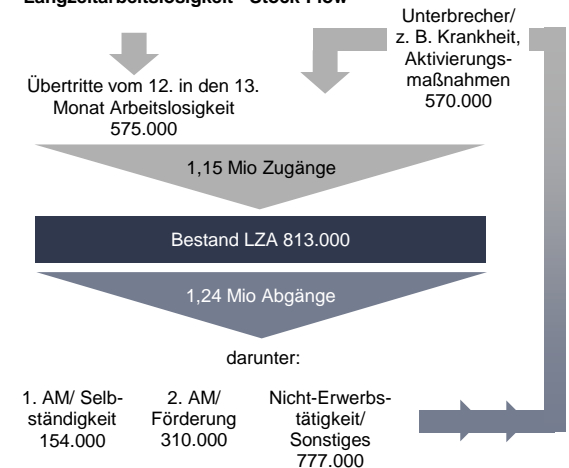 Langzeitarbeitslosigkeit - Stock Flow
Unterbrecher/
z. B. Krankheit,
Aktivierungs-
maßnahmen
570.000
Übertritte vom 12. in den 13.
Monat Arbeitslosigkeit
575.000
1,15 Mio Zugänge
Bestand LZA 813.000
1,24 Mio Abgänge
darunter:
1. AM/ Selb-
ständigkeit
154.000
2. AM/
Förderung
310.000
Nicht-Erwerbs-
tätigkeit/
Sonstiges
777.000